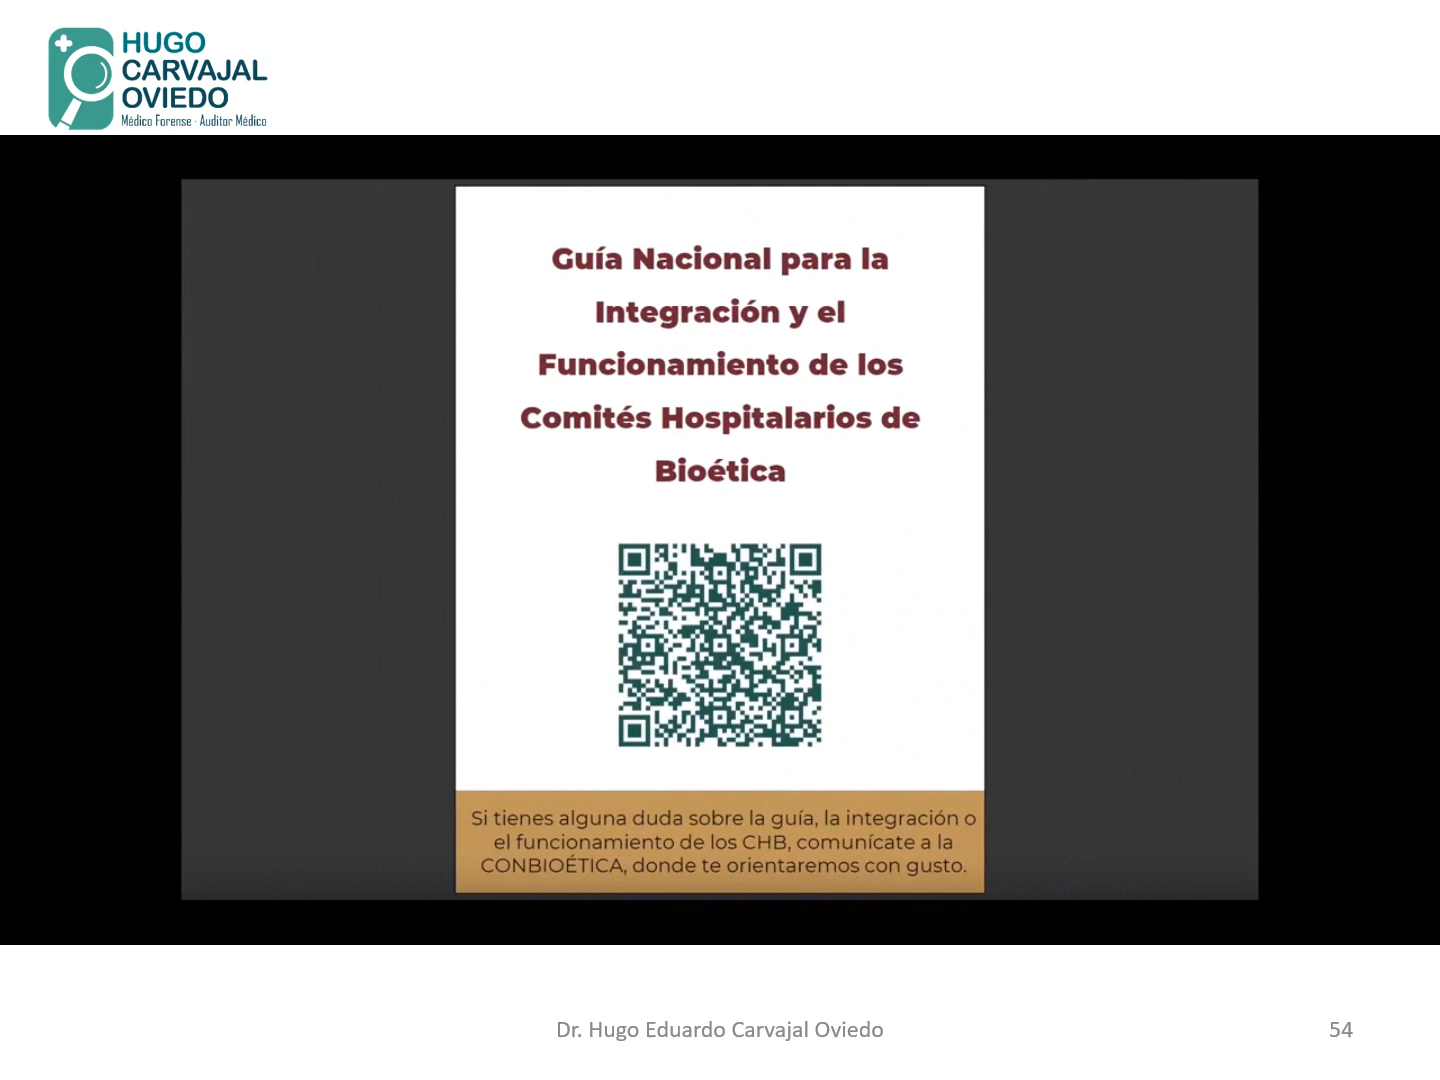 HUGO
CARVAJAL
OVIEDO
Médico Forense - Auditor Médico
Guía Nacional para la
Integración y el
Funcionamiento de los
Comités Hospitalarios de
Bioética
Si tienes alguna duda sobre la guía, la integración o
el funcionamiento de los CHB, comunícate a la
CONBIOÉTICA, donde te orientaremos con gusto.
Dr. Hugo Eduardo Carvajal Oviedo
54